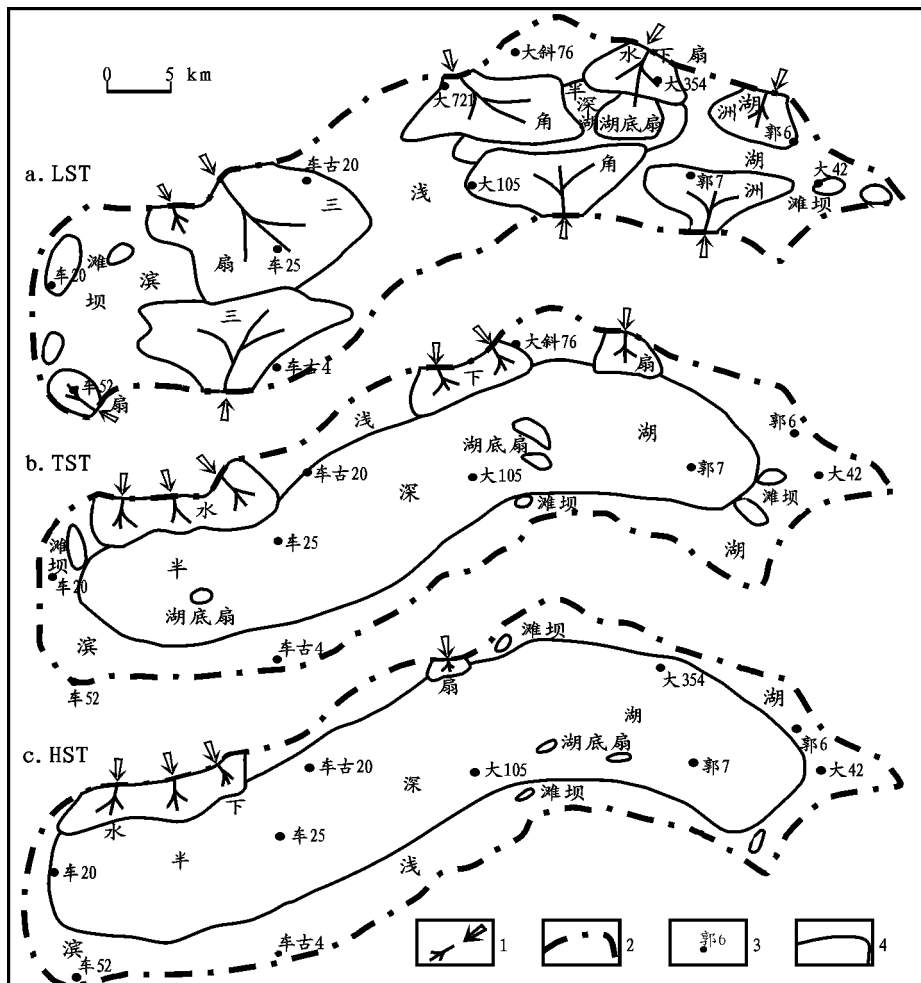 0 5 km
a. LST
大斜76
水下扇
大354
大721
半深湖
湖底扇
角
洲
湖
郭6
车古20
三
角
大105
郭7
洲
湖
大42
滩坝
浅
扇
车25
滩坝
车20
滨
三
车古4
车52
扇
b. TST
大斜76
下
扇
浅
湖底扇
湖
郭6
车古20
大105
郭7
大42
深
滩坝
滩坝
水
滩坝
车20
车25
半
湖
湖底扇
滨
车古4
车52
c. HST
滩坝
扇
大354
湖
湖
郭6
湖底扇
车古20
深
大105
郭7
大42
滩坝
下
水
车25
车20
半
浅
滨
车古4
车52
1
2
郭6
3
4